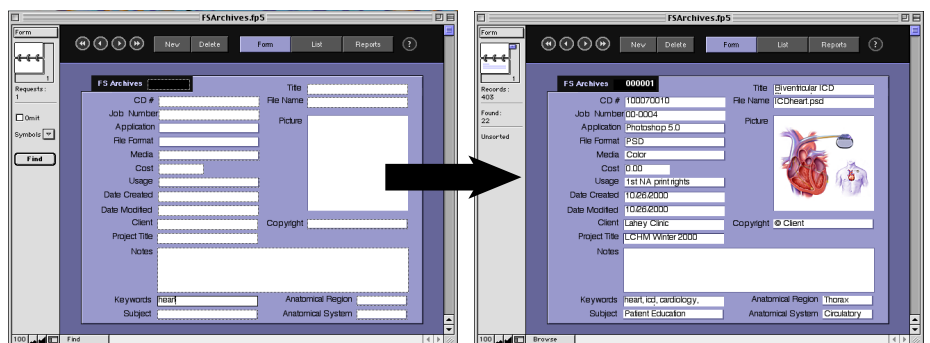 FSArchives.fp5
Form
New Delete Form List Reports ?
1
Requests:
1
Omit
Symbols
Find
FS Archives
Title
CD #
File Name
Job Number
Picture
Application
File Format
Media
Cost
Usage
Date Created
Date Modified
Client
Copyright
Project Title
Notes
Keywords heart
Anatomical Region
Subject
Anatomical System
100 Find
FSArchives.fp5
Form
New Delete Form List Reports ?
1
Records:
403
Found:
22
Unsorted
FS Archives 000001
Title Biventricular ICD
CD # 100070010
File Name ICDheart.psd
Job Number 00-0004
Picture
Application Photoshop 5.0
File Format PSD
Media Color
Cost 0.00
Usage 1st NA print rights
Date Created 10/26/2000
Date Modified 10/26/2000
Client Lahey Clinic
Copyright © Client
Project Title LCHM Winter 2000
Notes
Keywords heart, icd, cardiology,
Anatomical Region Thorax
Subject Patient Education
Anatomical System Circulatory
100 Browse